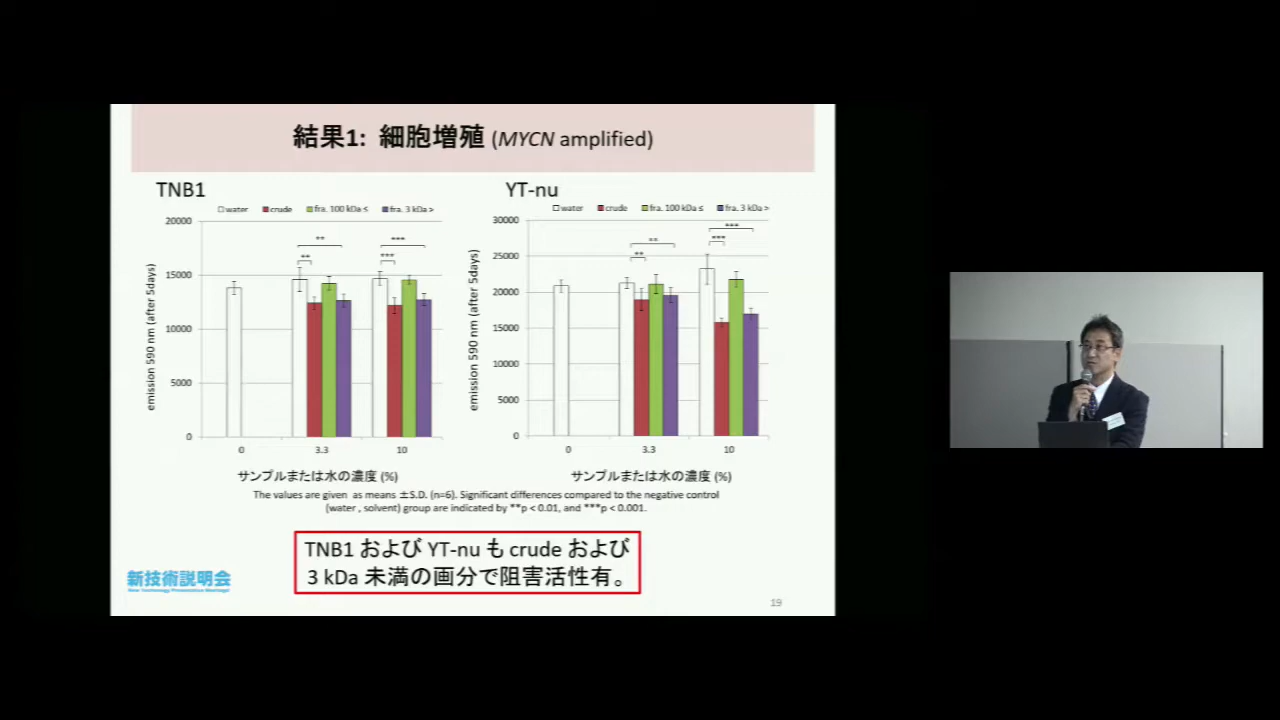 結果1: 細胞増殖 (MYCN amplified)
TNB1
water crude fra. 100 kDa ≤ fra. 3 kDa >
20000
15000
10000
5000
0
emission 590 nm (after 5days)
** ** *** ***
0 3.3 10
サンプルまたは水の濃度 (%)
YT-nu
water crude fra. 100 kDa ≤ fra. 3 kDa >
30000
25000
20000
15000
10000
5000
0
emission 590 nm (after 5days)
** ** *** ***
0 3.3 10
サンプルまたは水の濃度 (%)
The values are given as means ±S.D. (n=6). Significant differences compared to the negative control
(water , solvent) group are indicated by **p < 0.01, and ***p < 0.001.
TNB1 および YT-nu も crude および
3 kDa 未満の画分で阻害活性有。
新技術説明会
New Technology Presentation Meetings!
19